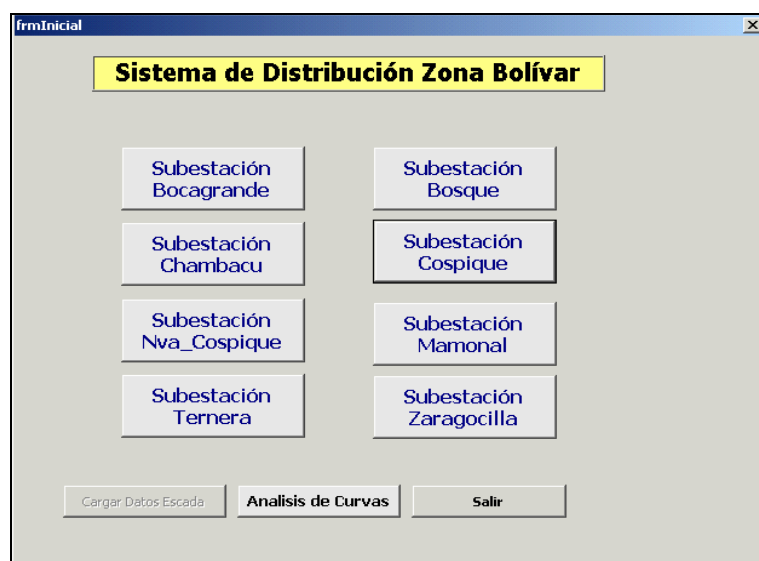 frmInicial
Sistema de Distribución Zona Bolívar
Subestación
Bocagrande
Subestación
Bosque
Subestación
Chambacu
Subestación
Cospique
Subestación
Nva_Cospique
Subestación
Mamonal
Subestación
Ternera
Subestación
Zaragocilla
Cargar Datos Escada
Analisis de Curvas
Salir